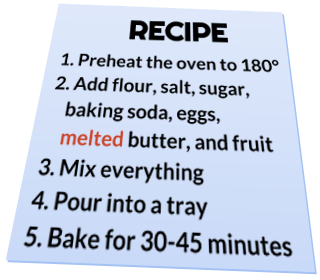 RECIPE
1. Preheat the oven to 180°
2. Add flour, salt, sugar,
baking soda, eggs,
melted butter, and fruit
3. Mix everything
4. Pour into a tray
5. Bake for 30-45 minutes